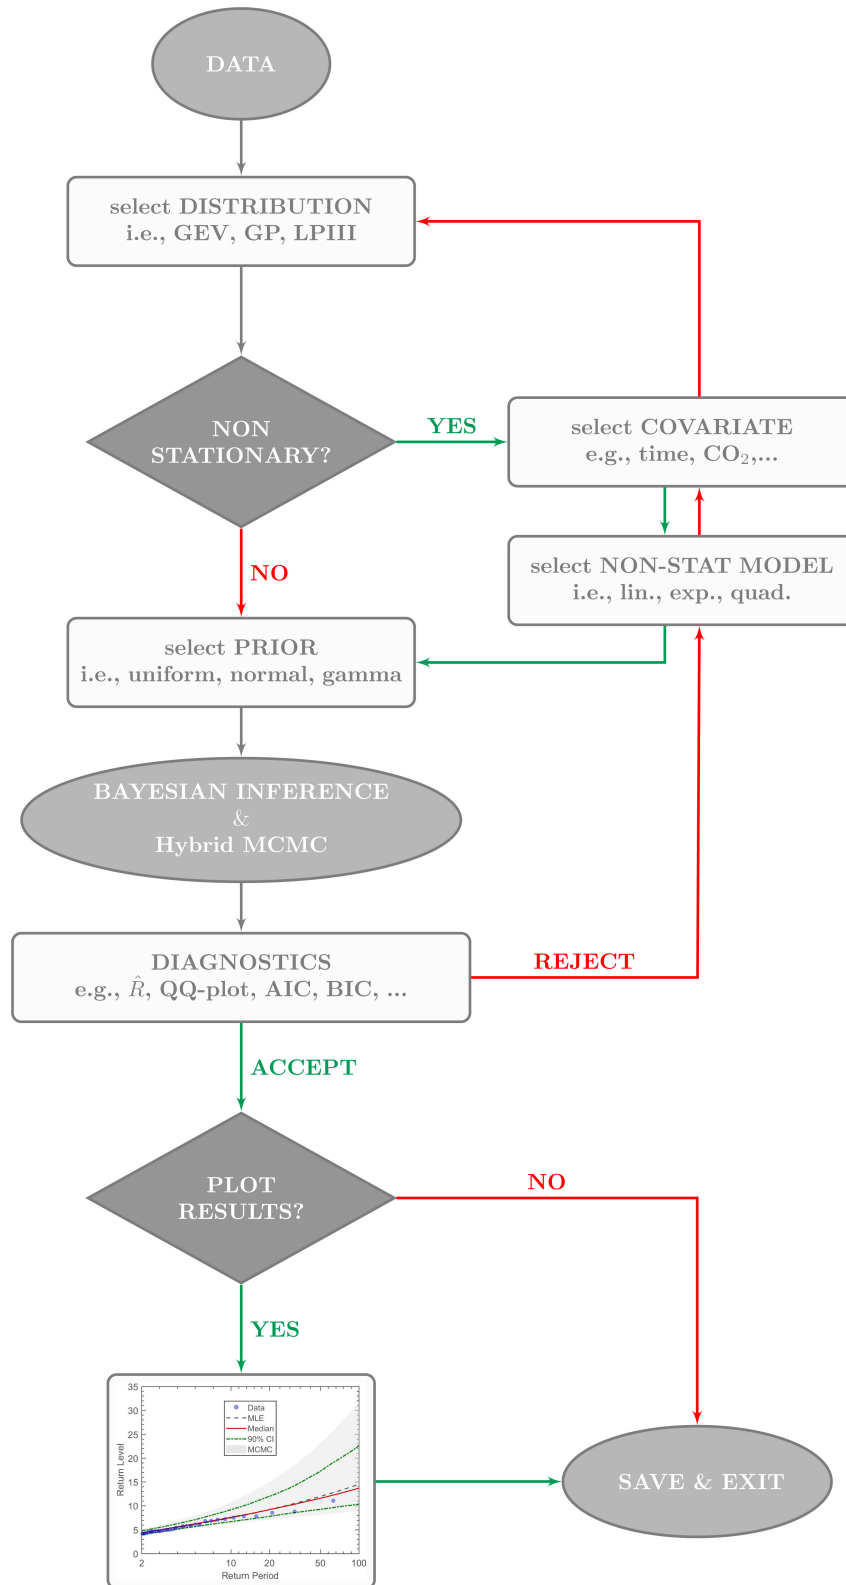 DATA
select DISTRIBUTION
i.e., GEV, GP, LPIII
NON
STATIONARY?
YES
select COVARIATE
e.g., time, CO₂,...
select NON-STAT MODEL
i.e., lin., exp., quad.
NO
select PRIOR
i.e., uniform, normal, gamma
BAYESIAN INFERENCE
&
Hybrid MCMC
DIAGNOSTICS
e.g., R̂, QQ-plot, AIC, BIC, ...
REJECT
ACCEPT
PLOT
RESULTS?
NO
YES
35
30
25
20
15
10
5
0
Return Level
Data
MLE
Median
90% CI
MCMC
2
10
20
50
100
Return Period
SAVE & EXIT